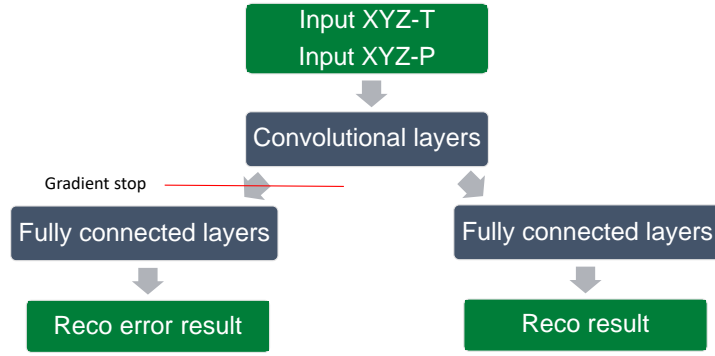 Input XYZ-T
Input XYZ-P
Convolutional layers
Gradient stop
Fully connected layers
Fully connected layers
Reco error result
Reco result